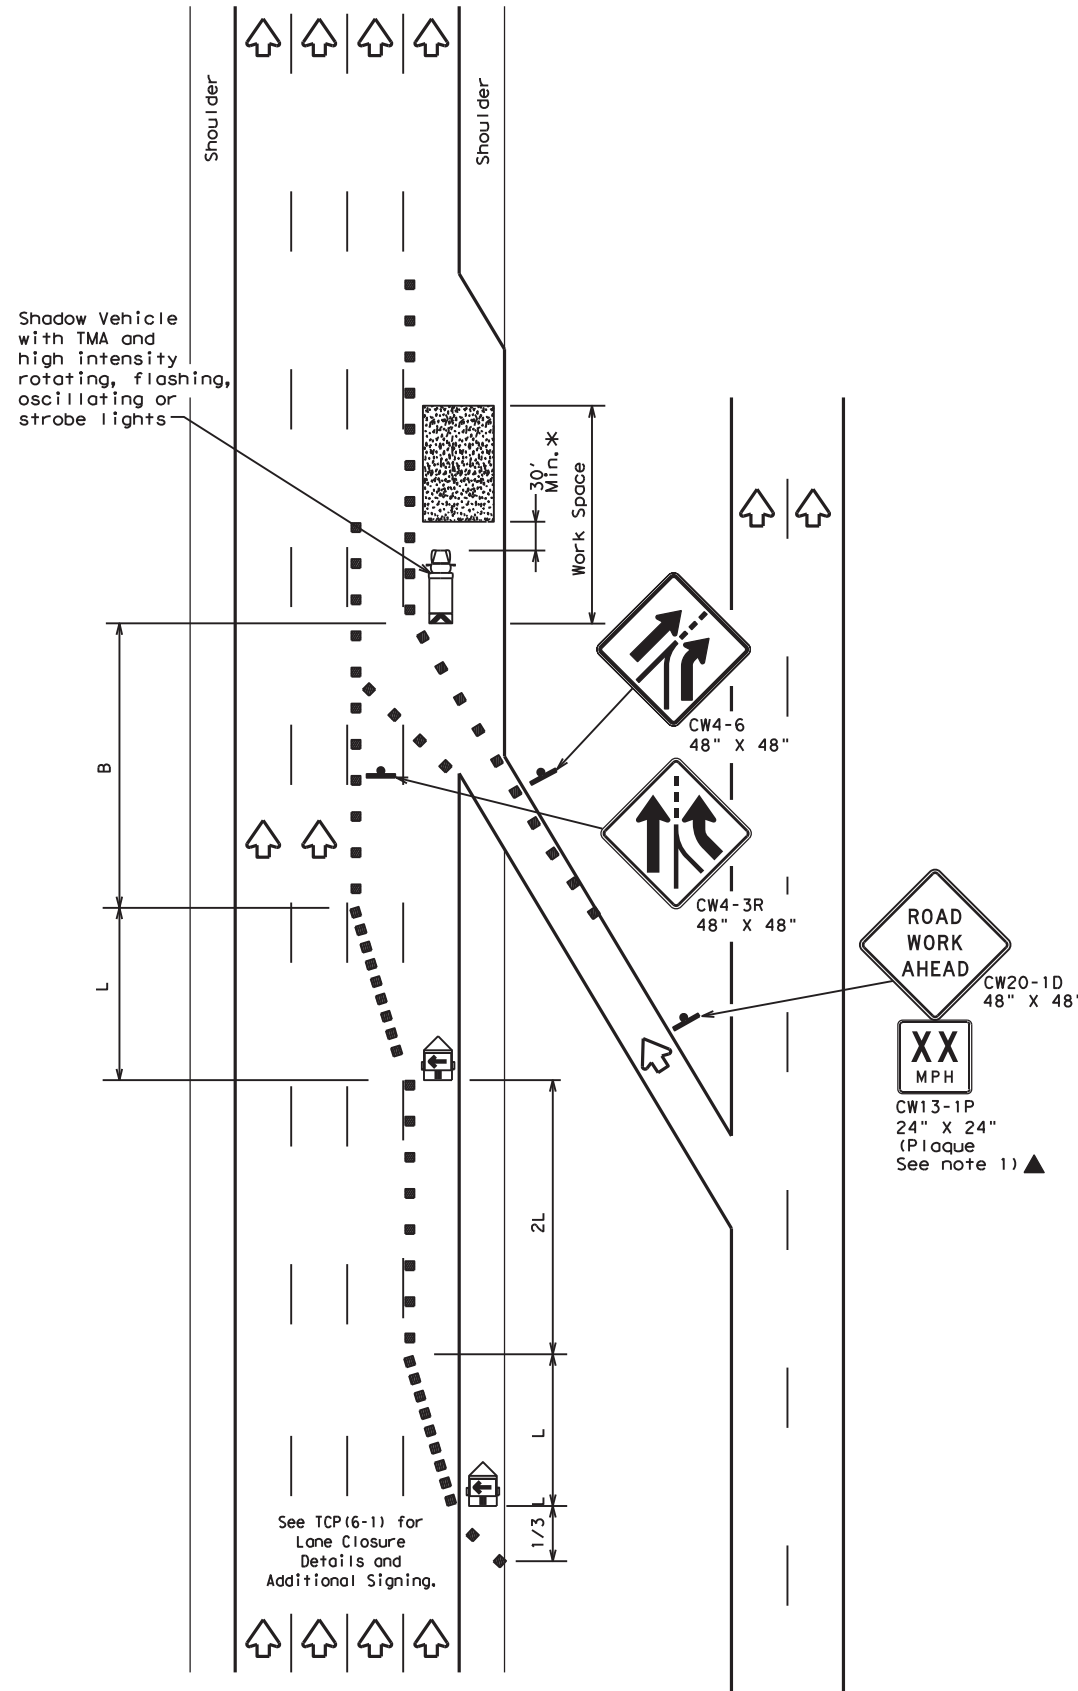 Shoulder
Shoulder
Shadow Vehicle
with TMA and
high intensity
rotating, flashing,
oscillating or
strobe lights
30'
Min.*
Work Space
CW4-6
48" X 48"
B
CW4-3R
48" X 48"
ROAD
WORK
AHEAD
CW20-1D
48" X 48"
L
XX
MPH
CW13-1P
24" X 24"
(Plaque
See note 1)▲
2L
L
1/3 L
See TCP(6-1) for
Lane Closure
Details and
Additional Signing.